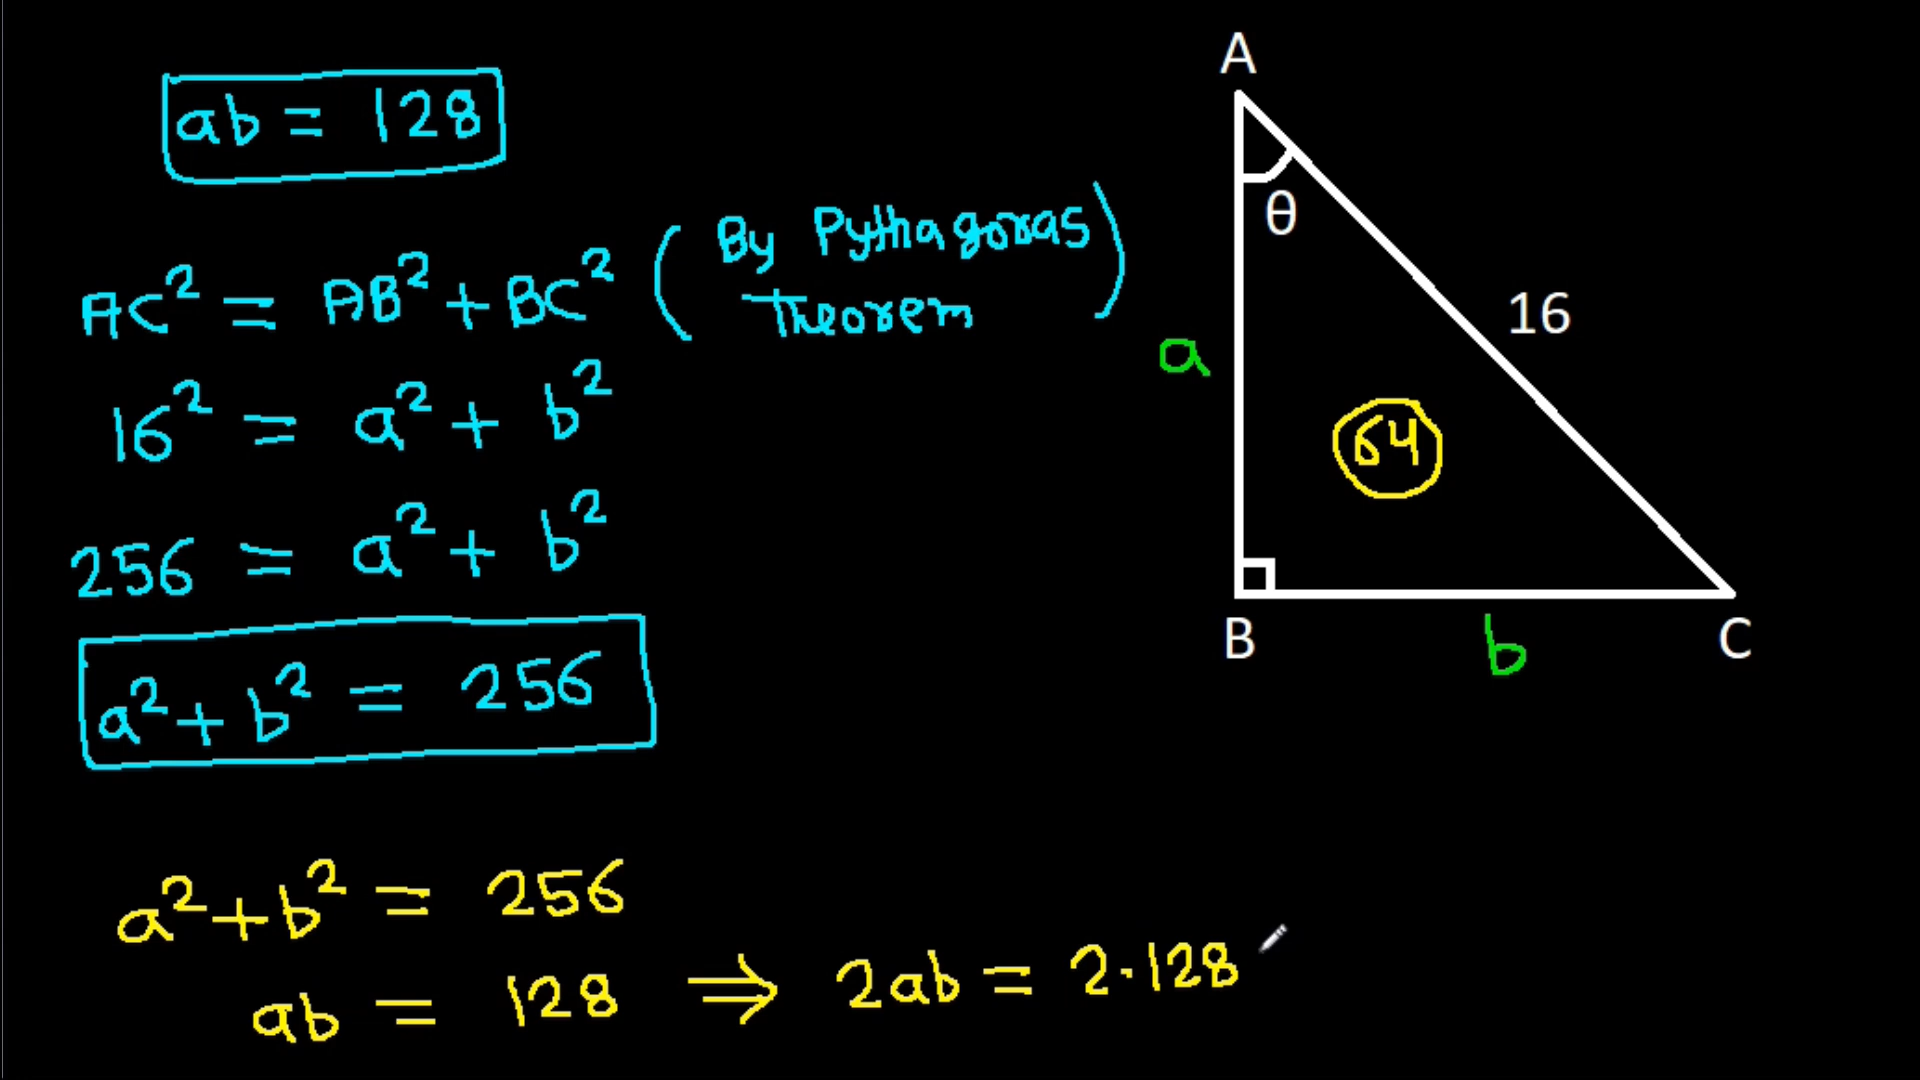 ab = 128
AC² = AB² + BC² (By Pythagoras Theorem)
16² = a² + b²
256 = a² + b²
a² + b² = 256
a² + b² = 256
ab = 128 ⇒ 2ab = 2·128
A
θ
16
a
64
B
b
C